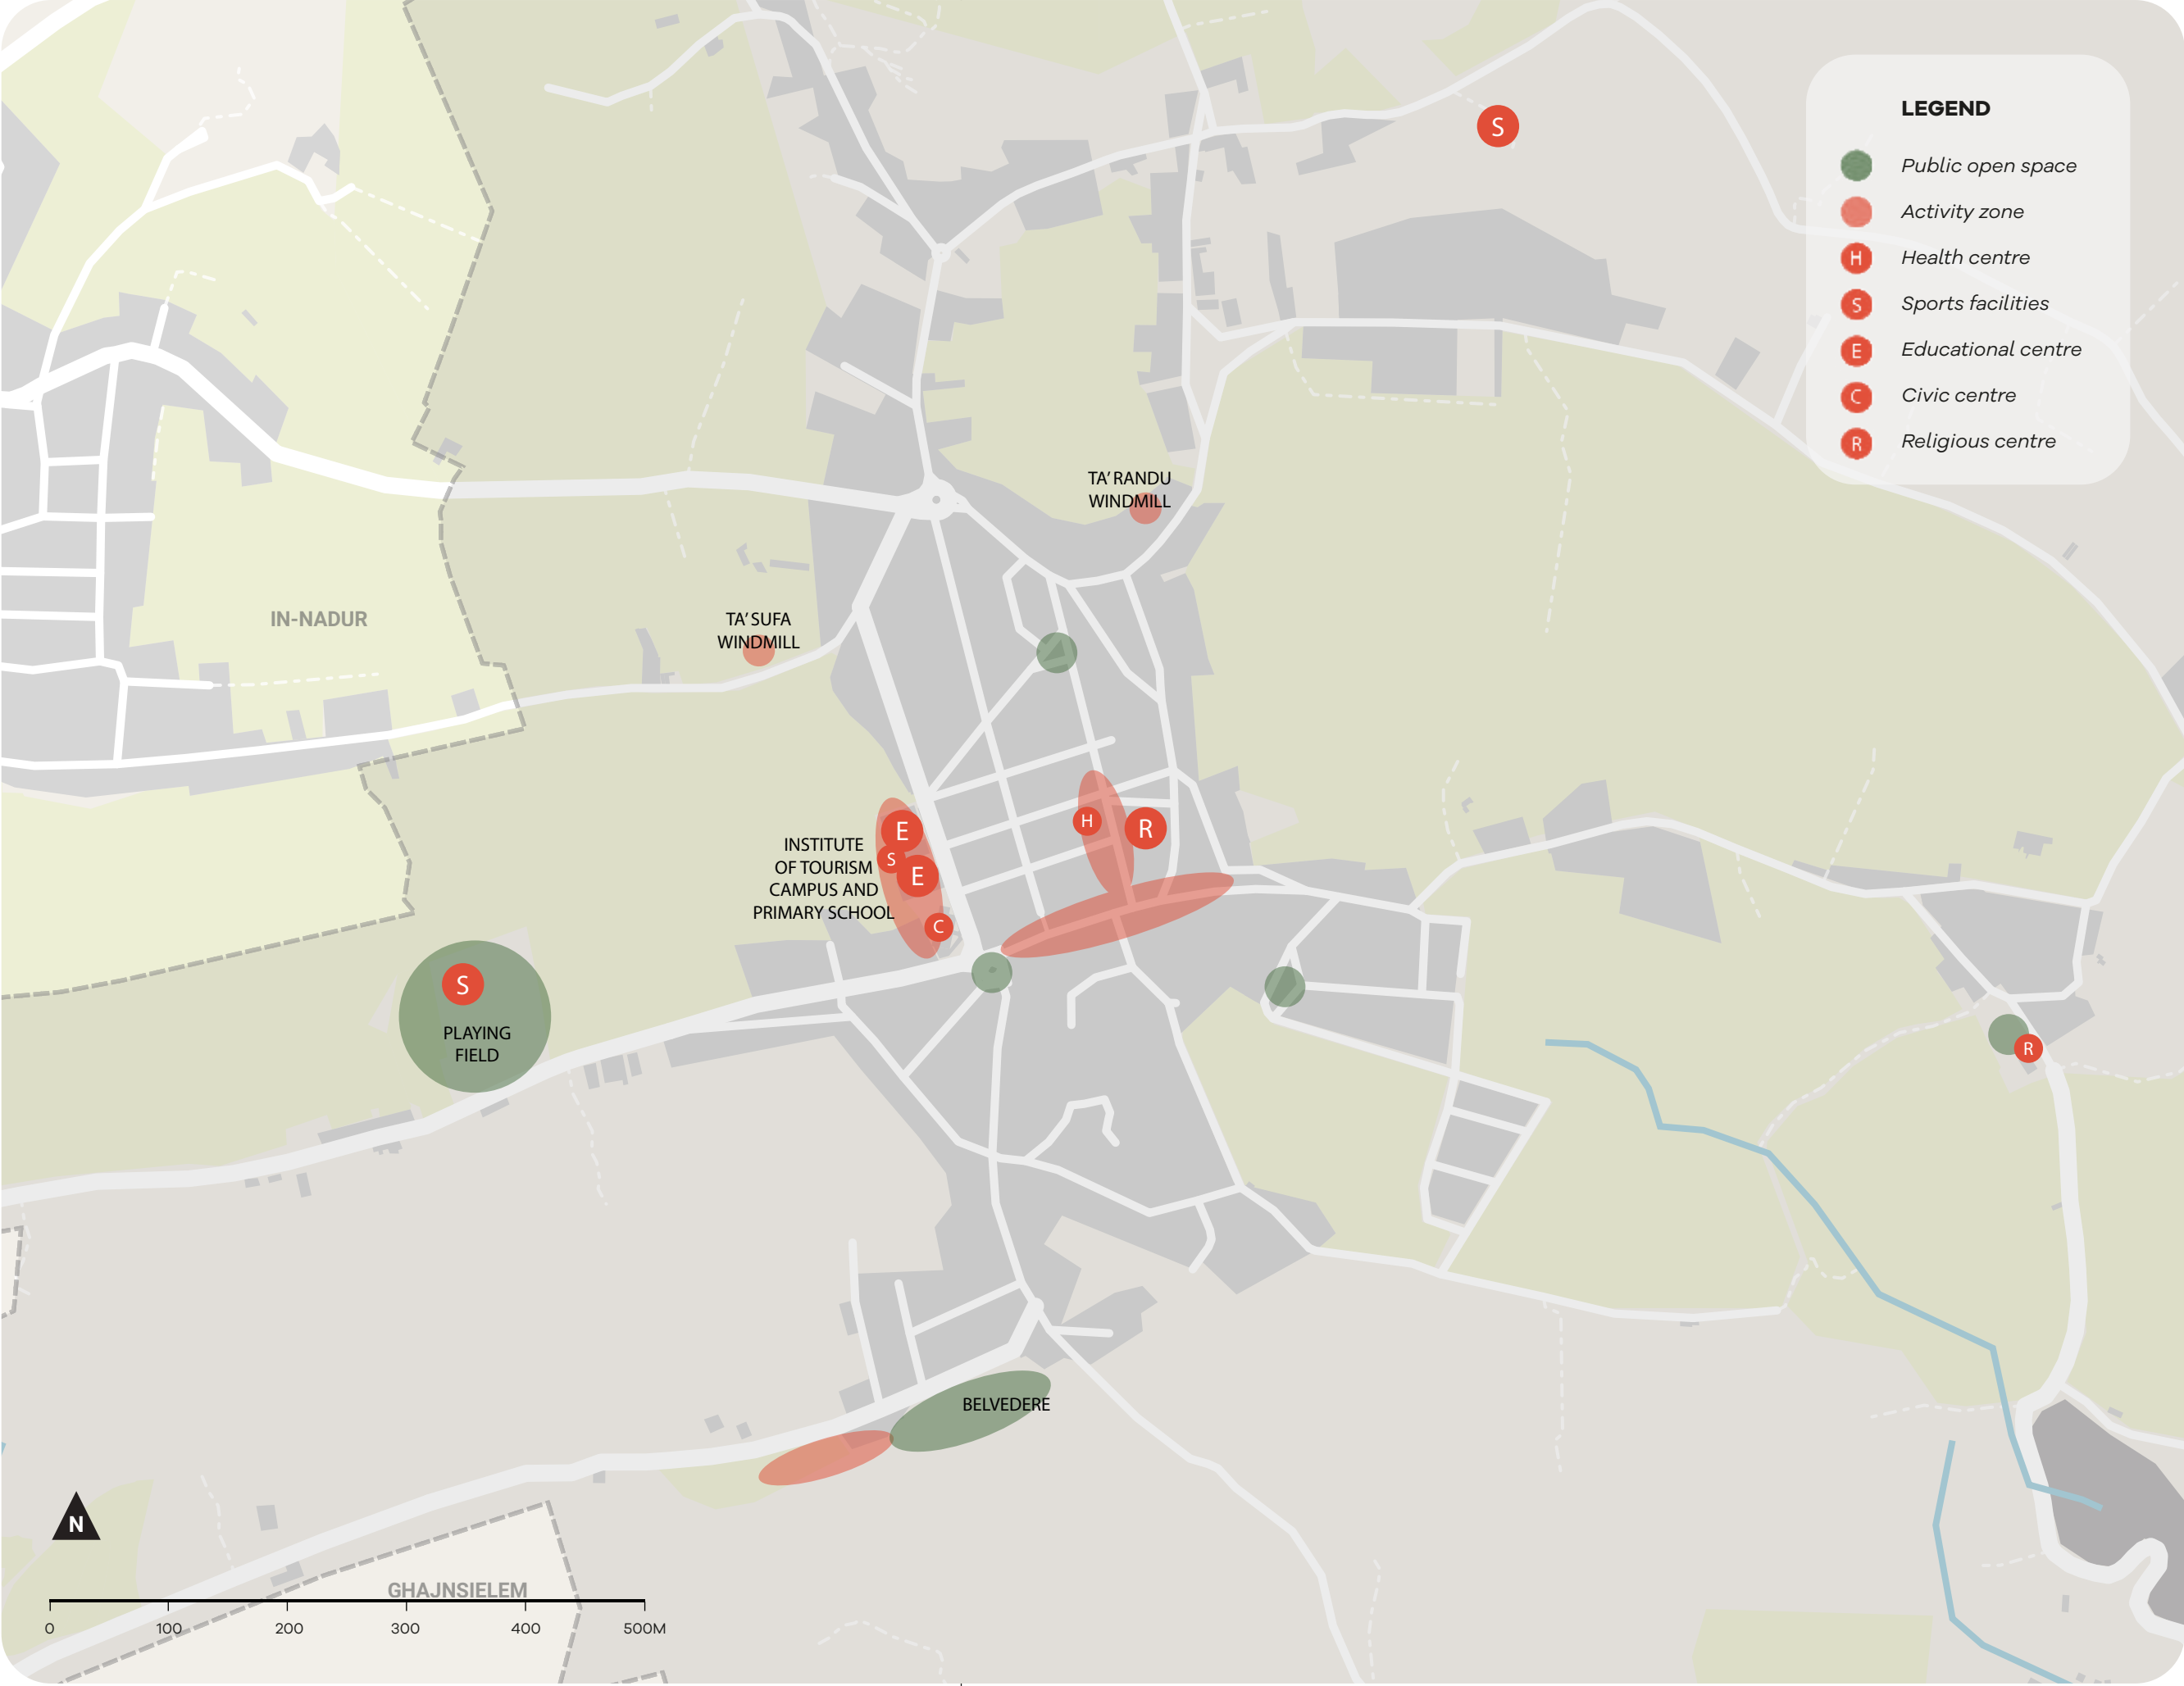 S
LEGEND
Public open space
Activity zone
H Health centre
S Sports facilities
E Educational centre
C Civic centre
R Religious centre
TA' RANDU
WINDMILL
IN-NADUR
TA' SUFA
WINDMILL
INSTITUTE
OF TOURISM
CAMPUS AND
PRIMARY SCHOOL
E
S
E
C
H
R
S
PLAYING
FIELD
R
BELVEDERE
N
GHAJNSIELEM
0 100 200 300 400 500M